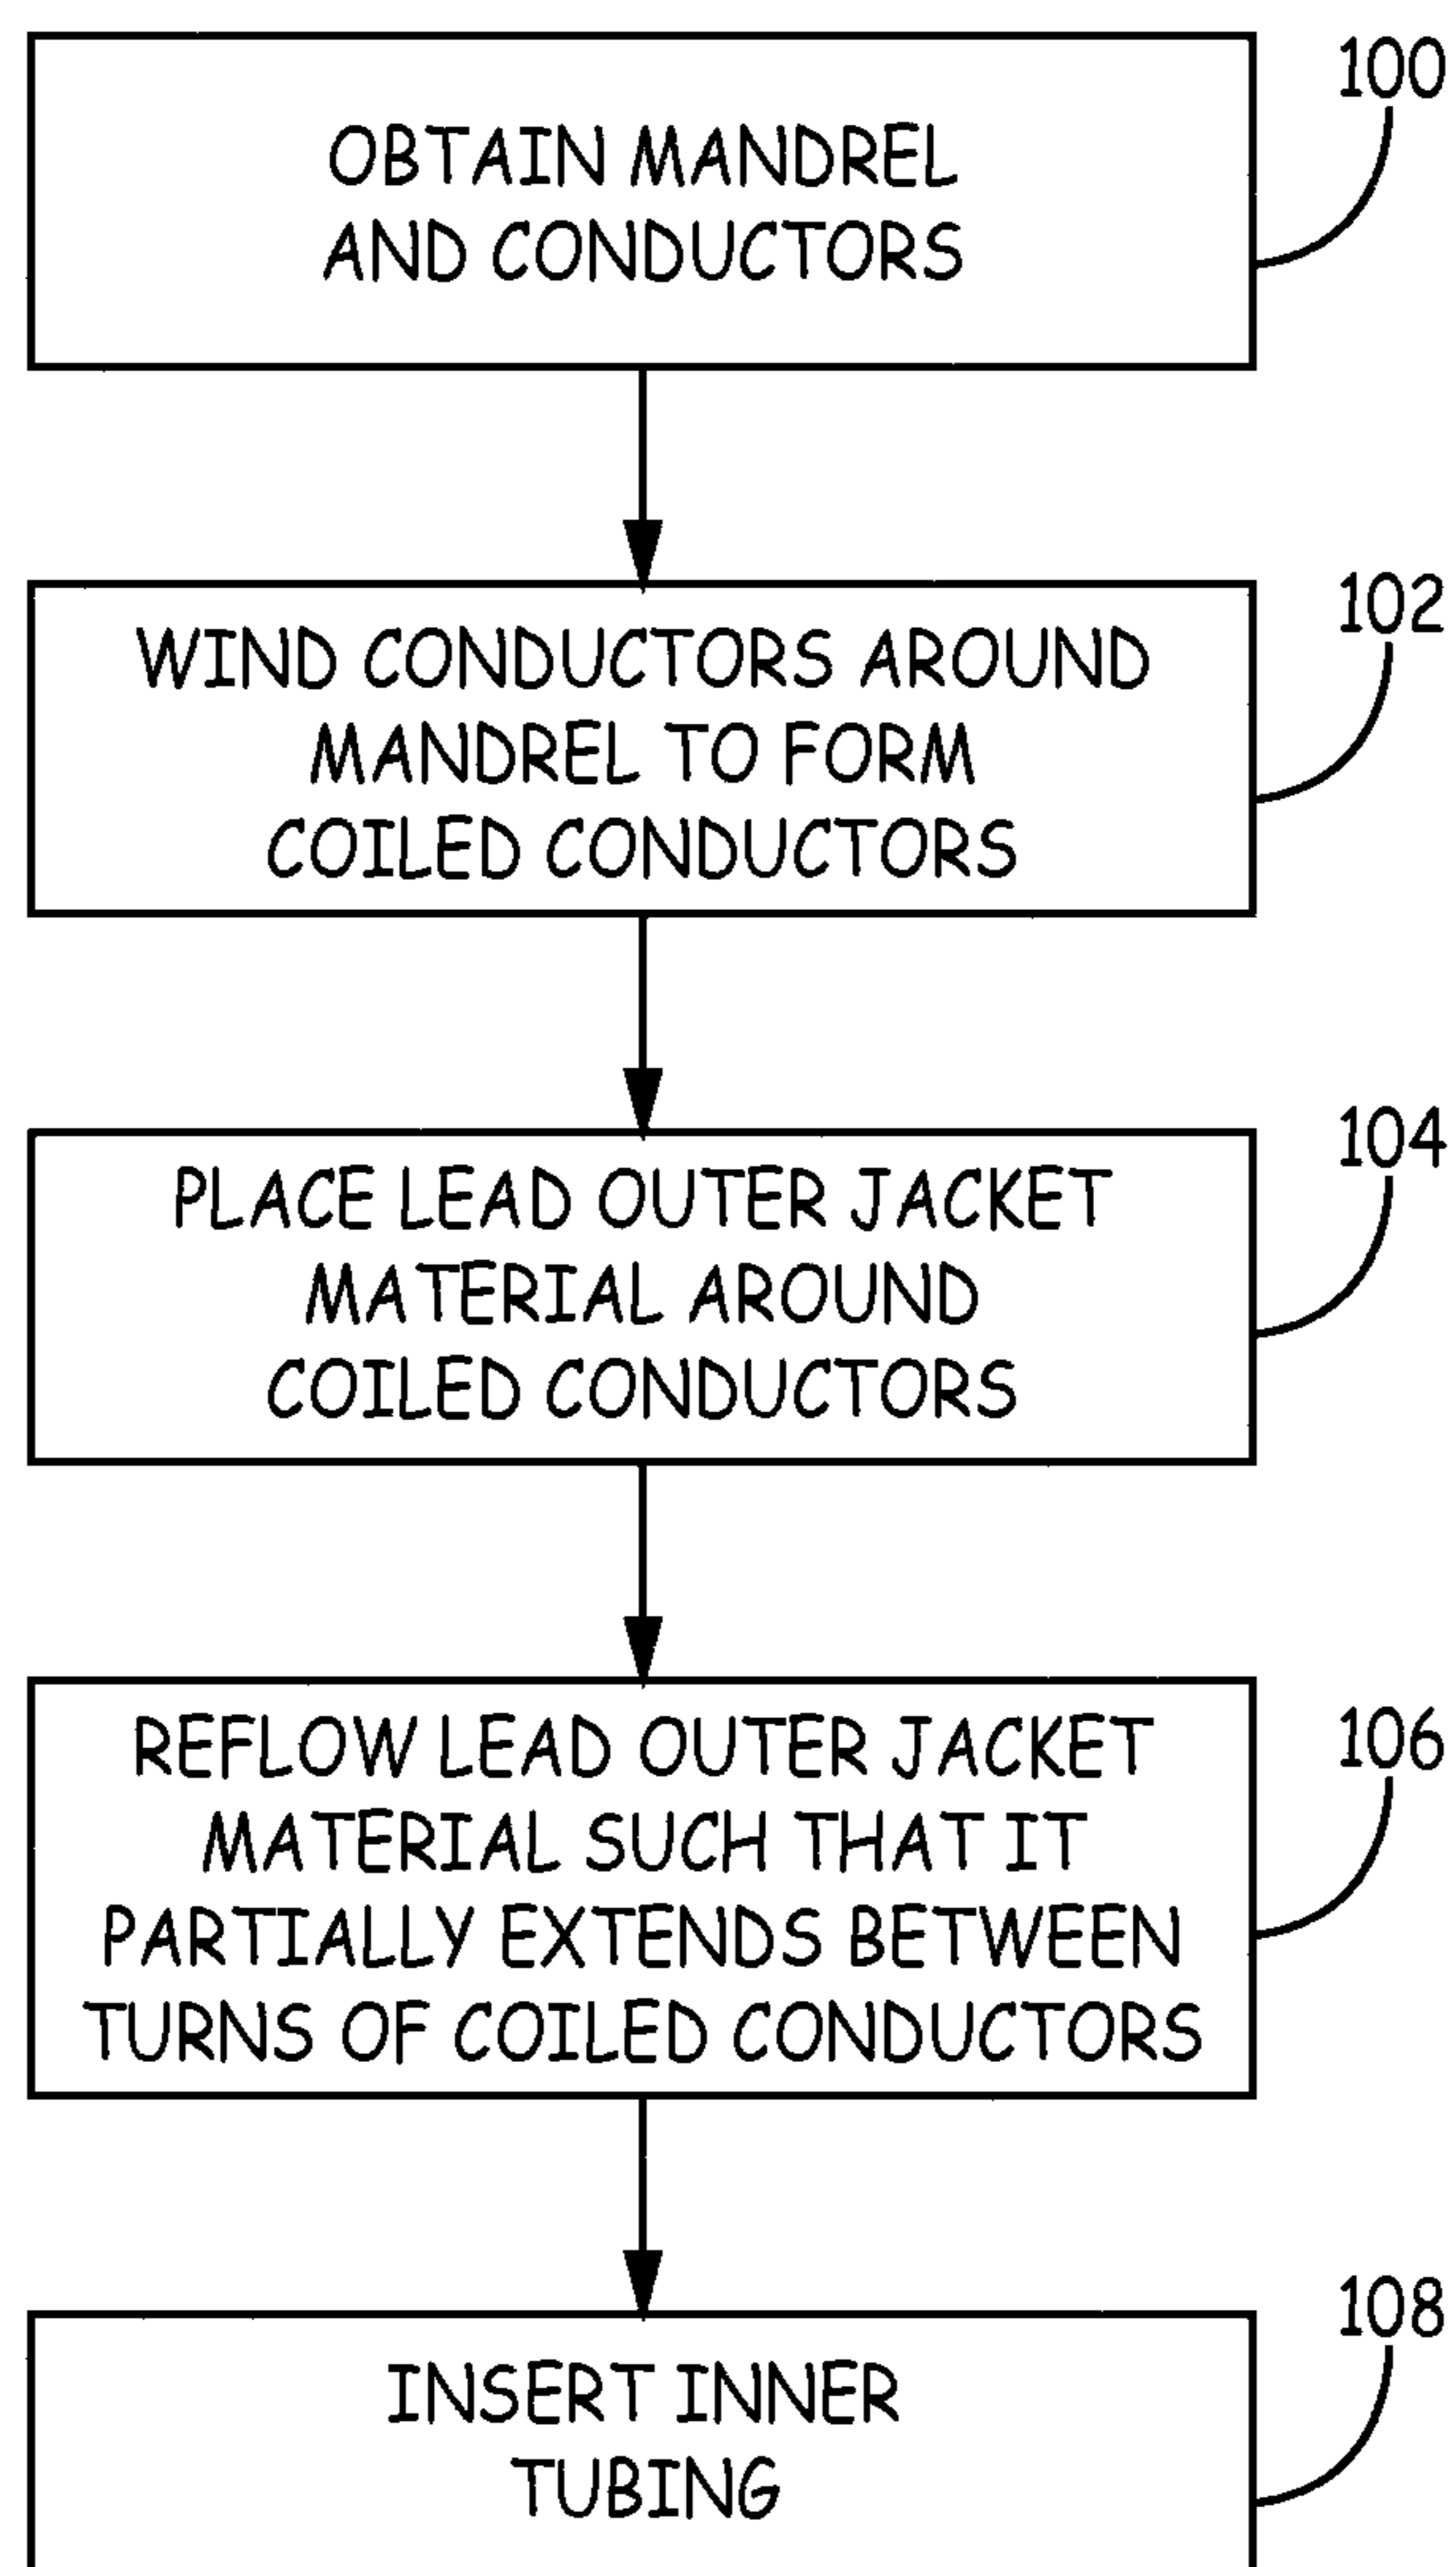 100
OBTAIN MANDREL
AND CONDUCTORS
102
WIND CONDUCTORS AROUND
MANDREL TO FORM
COILED CONDUCTORS
104
PLACE LEAD OUTER JACKET
MATERIAL AROUND
COILED CONDUCTORS
106
REFLOW LEAD OUTER JACKET
MATERIAL SUCH THAT IT
PARTIALLY EXTENDS BETWEEN
TURNS OF COILED CONDUCTORS
108
INSERT INNER
TUBING